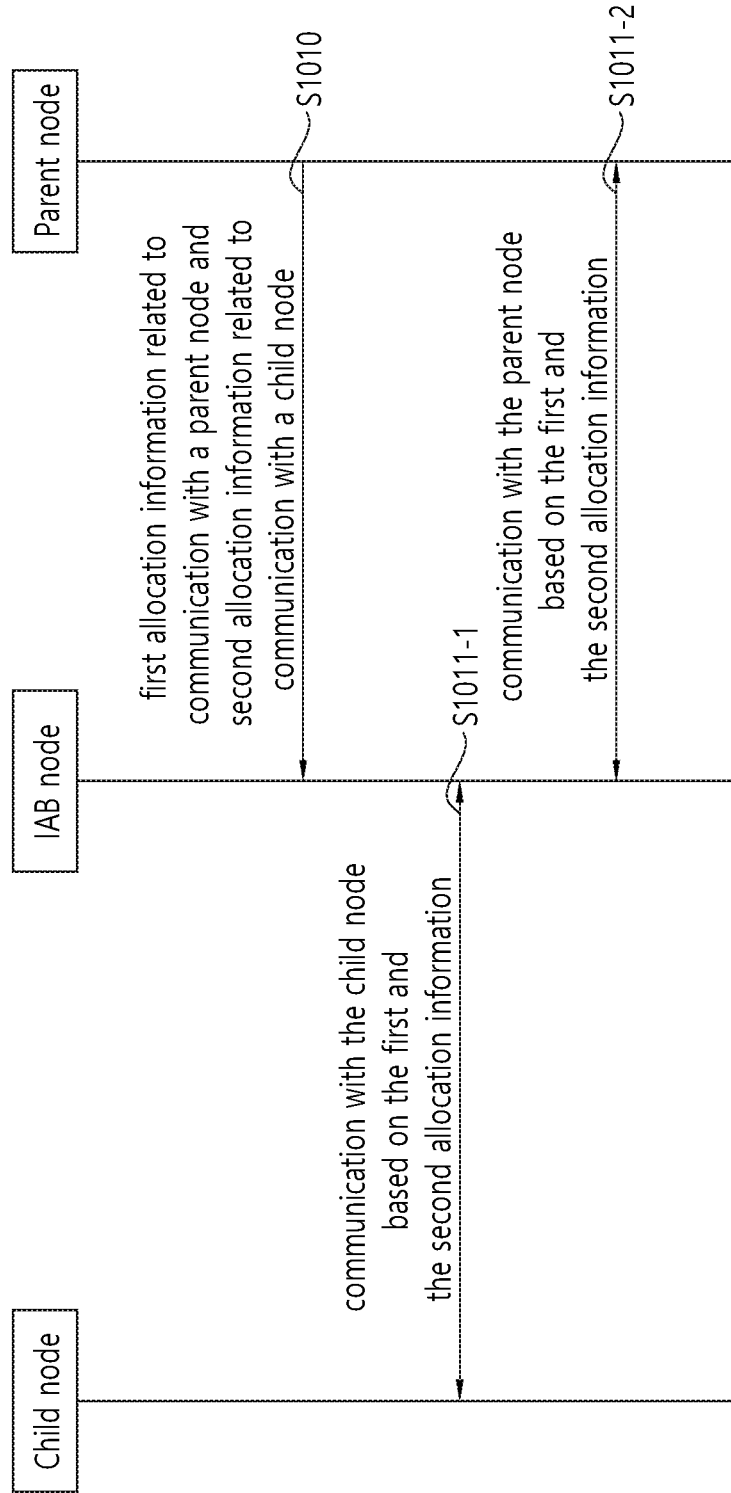 Child node
IAB node
Parent node
first allocation information related to
communication with a parent node and
second allocation information related to
communication with a child node
S1010
communication with the child node
based on the first and
the second allocation information
S1011-1
communication with the parent node
based on the first and
the second allocation information
S1011-2